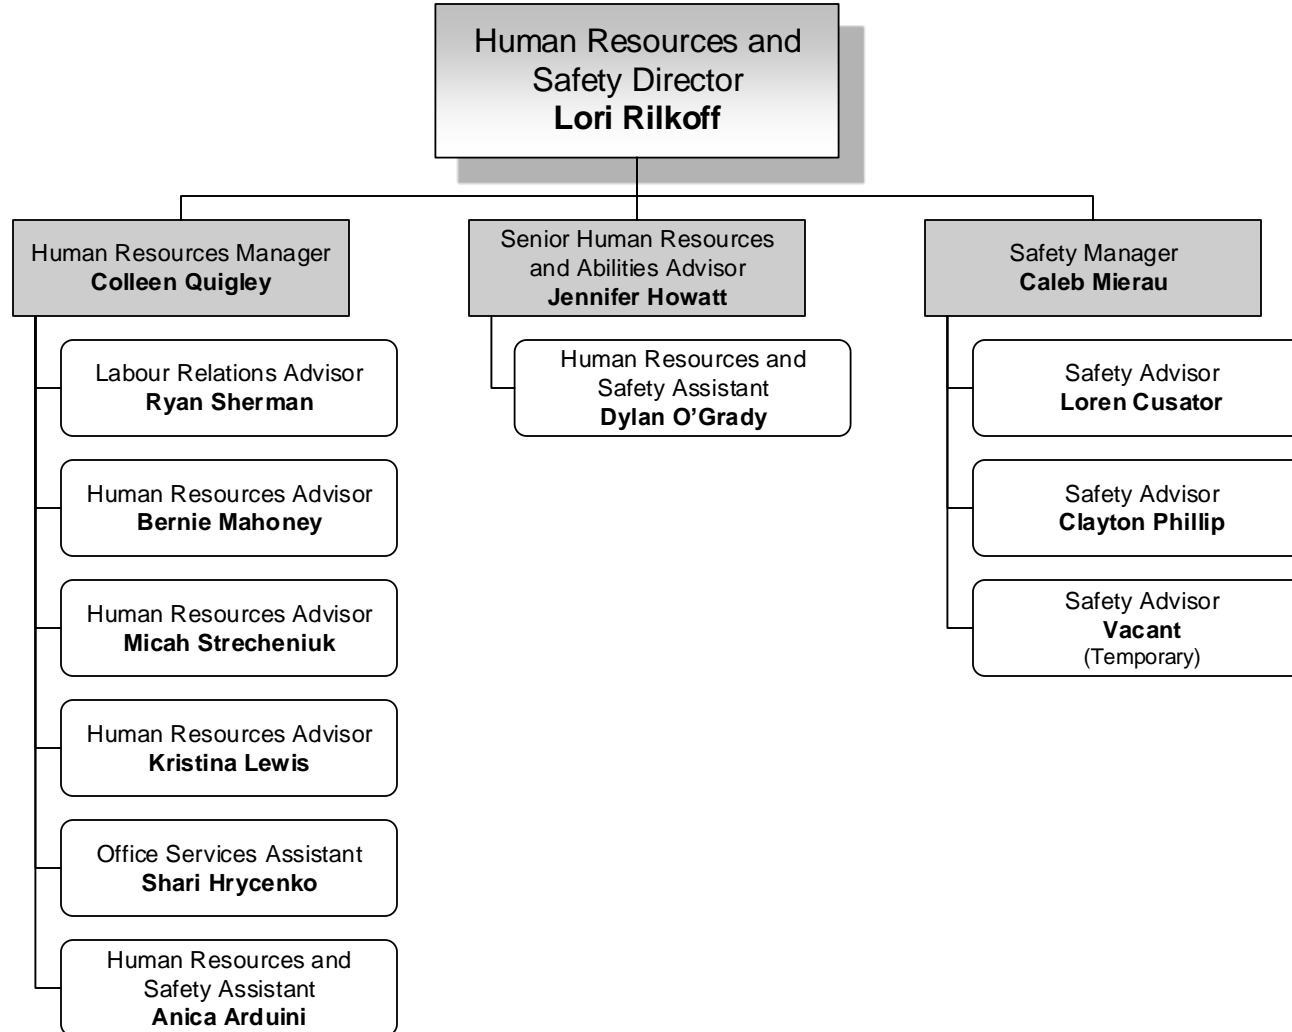 Human Resources and
Safety Director
Lori Rilkoff
Human Resources Manager
Colleen Quigley
Labour Relations Advisor
Ryan Sherman
Human Resources Advisor
Bernie Mahoney
Human Resources Advisor
Micah Strecheniuk
Human Resources Advisor
Kristina Lewis
Office Services Assistant
Shari Hrycenko
Human Resources and
Safety Assistant
Anica Arduini
Senior Human Resources
and Abilities Advisor
Jennifer Howatt
Human Resources and
Safety Assistant
Dylan O’Grady
Safety Manager
Caleb Mierau
Safety Advisor
Loren Cusator
Safety Advisor
Clayton Phillip
Safety Advisor
Vacant
(Temporary)